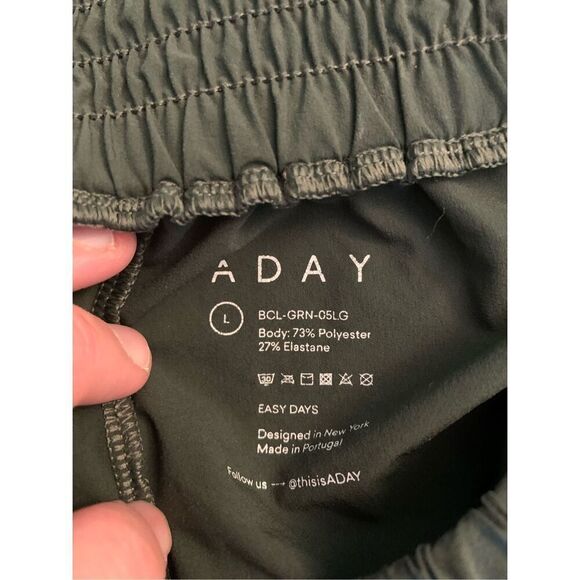 ADAY
L
BCL-GRN-05LG
Body: 73% Polyester
27% Elastane
30
EASY DAYS
Designed in New York
Made in Portugal
Follow us ---> @thisisADAY